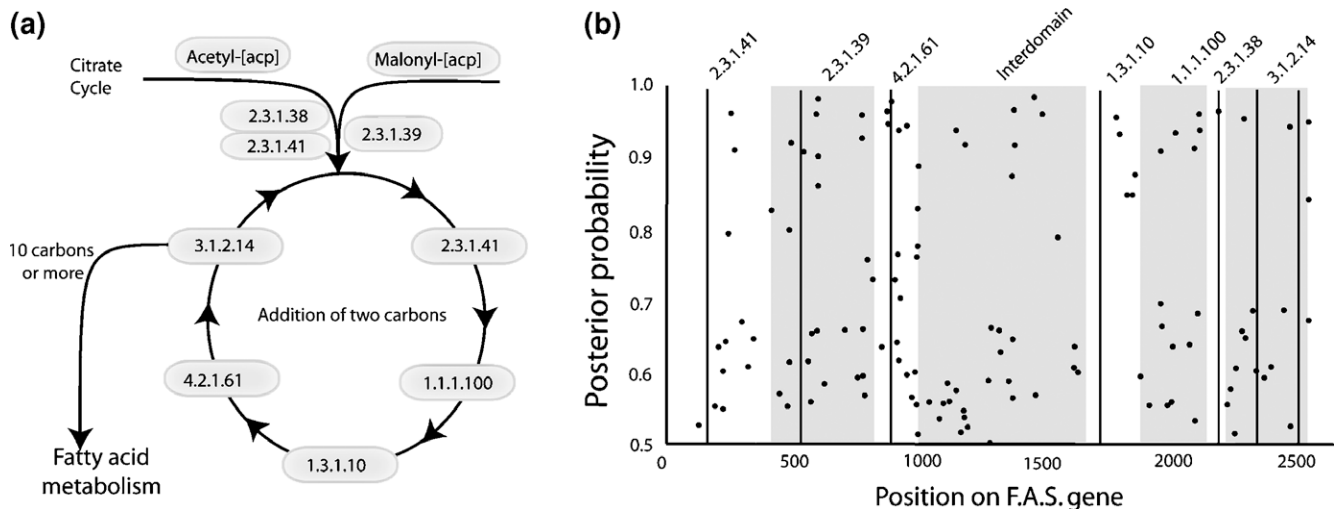 (a)
Acetyl-[acp]
Malonyl-[acp]
Citrate
Cycle
2.3.1.38
2.3.1.41
2.3.1.39
3.1.2.14
2.3.1.41
10 carbons
or more
Addition of two carbons
4.2.1.61
1.1.1.100
1.3.1.10
Fatty acid
metabolism
(b)
2.3.1.41
2.3.1.39
4.2.1.61
Interdomain
1.3.1.10
1.1.1.100
2.3.1.38
3.1.2.14
Posterior probability
1.0
0.9
0.8
0.7
0.6
0.5
0
500
1000
1500
2000
2500
Position on F.A.S. gene